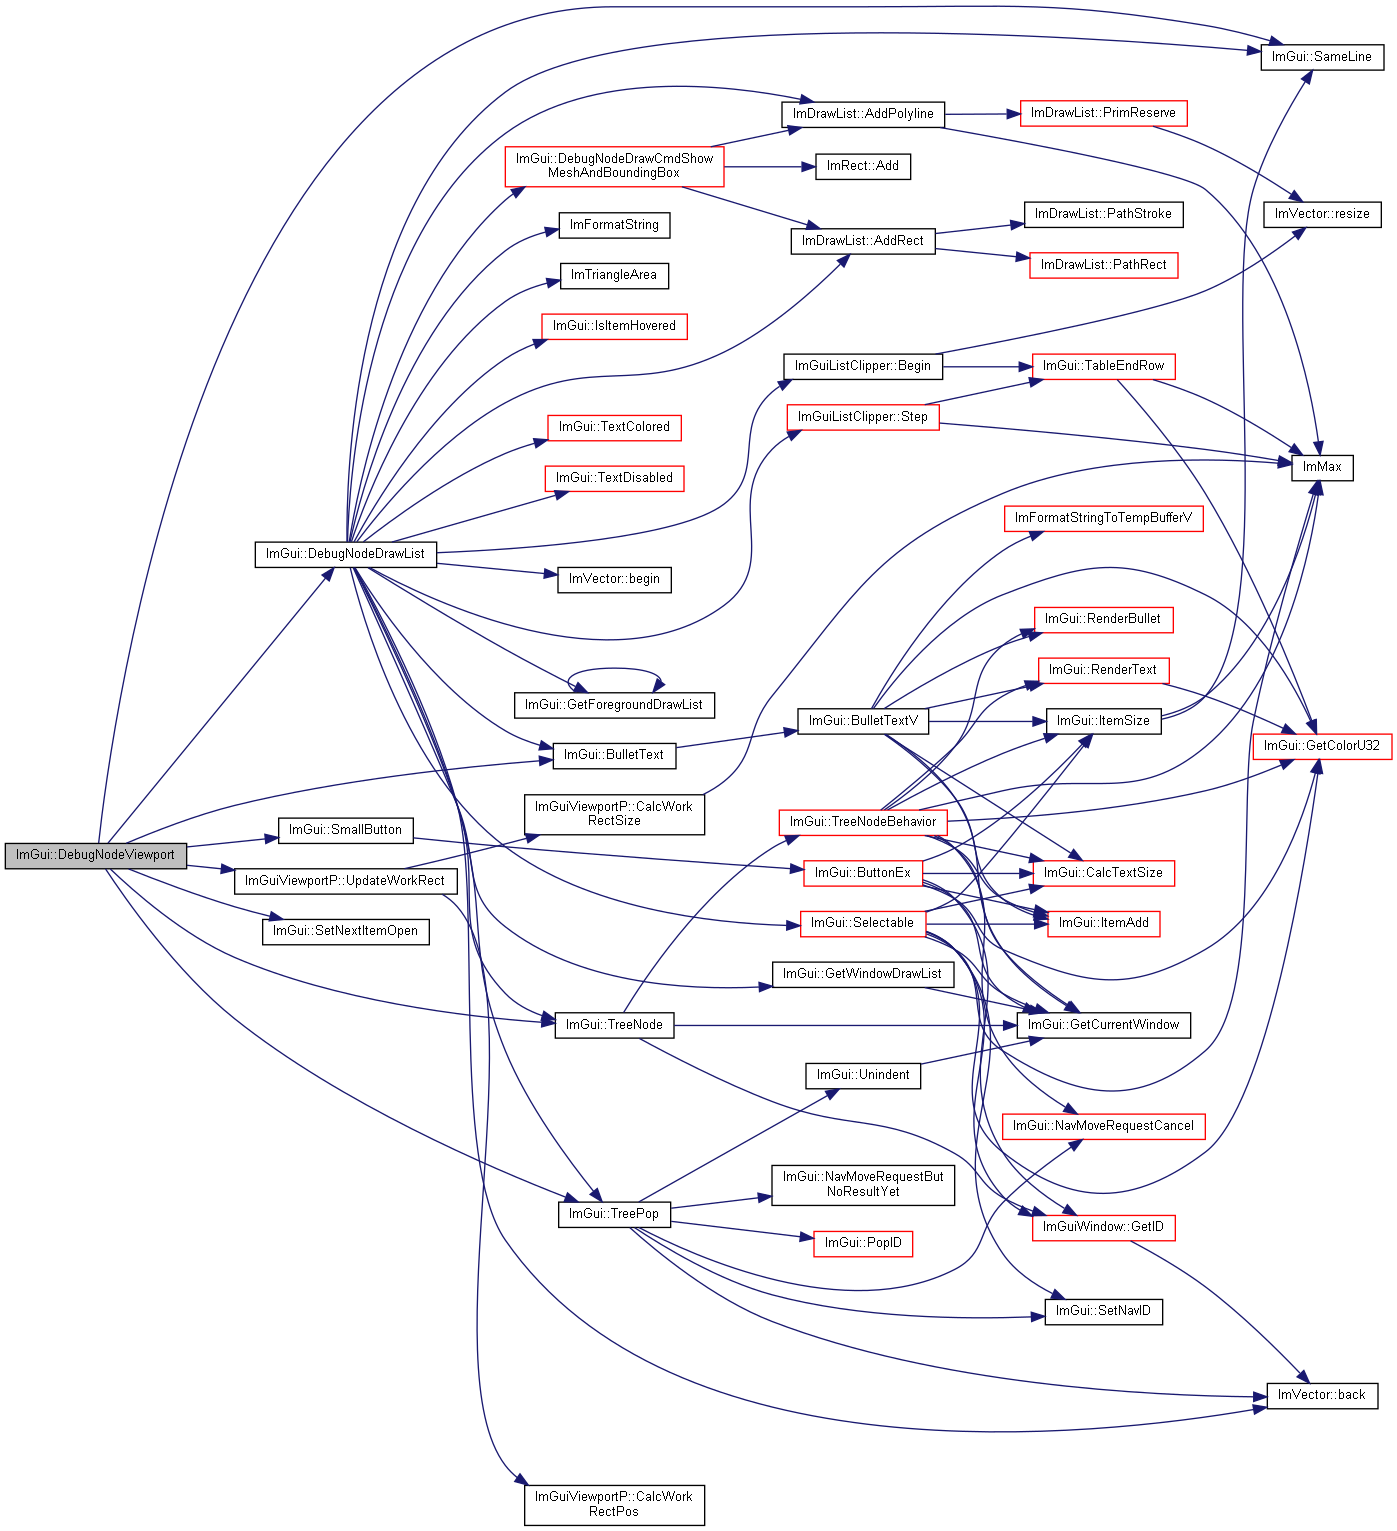 ImGui::SameLine
ImDrawList::AddPolyline
ImDrawList::PrimReserve
ImGui::DebugNodeDrawCmdShow
MeshAndBoundingBox
ImRect::Add
ImFormatString
ImDrawList::AddRect
ImDrawList::PathStroke
ImVector::resize
ImTriangleArea
ImDrawList::PathRect
ImGui::IsItemHovered
ImGuiListClipper::Begin
ImGui::TableEndRow
ImGui::TextColored
ImGuiListClipper::Step
ImGui::TextDisabled
ImMax
ImFormatStringToTempBufferV
ImGui::DebugNodeDrawList
ImVector::begin
ImGui::RenderBullet
ImGui::RenderText
ImGui::GetForegroundDrawList
ImGui::BulletTextV
ImGui::ItemSize
ImGui::BulletText
ImGui::GetColorU32
ImGuiViewportP::CalcWork
RectSize
ImGui::SmallButton
ImGui::TreeNodeBehavior
ImGui::DebugNodeViewport
ImGuiViewportP::UpdateWorkRect
ImGui::ButtonEx
ImGui::CalcTextSize
ImGui::SetNextItemOpen
ImGui::Selectable
ImGui::ItemAdd
ImGui::GetWindowDrawList
ImGui::TreeNode
ImGui::GetCurrentWindow
ImGui::Unindent
ImGui::NavMoveRequestCancel
ImGui::NavMoveRequestBut
NoResultYet
ImGui::TreePop
ImGui::PopID
ImGuiWindow::GetID
ImGui::SetNavID
ImVector::back
ImGuiViewportP::CalcWork
RectPos